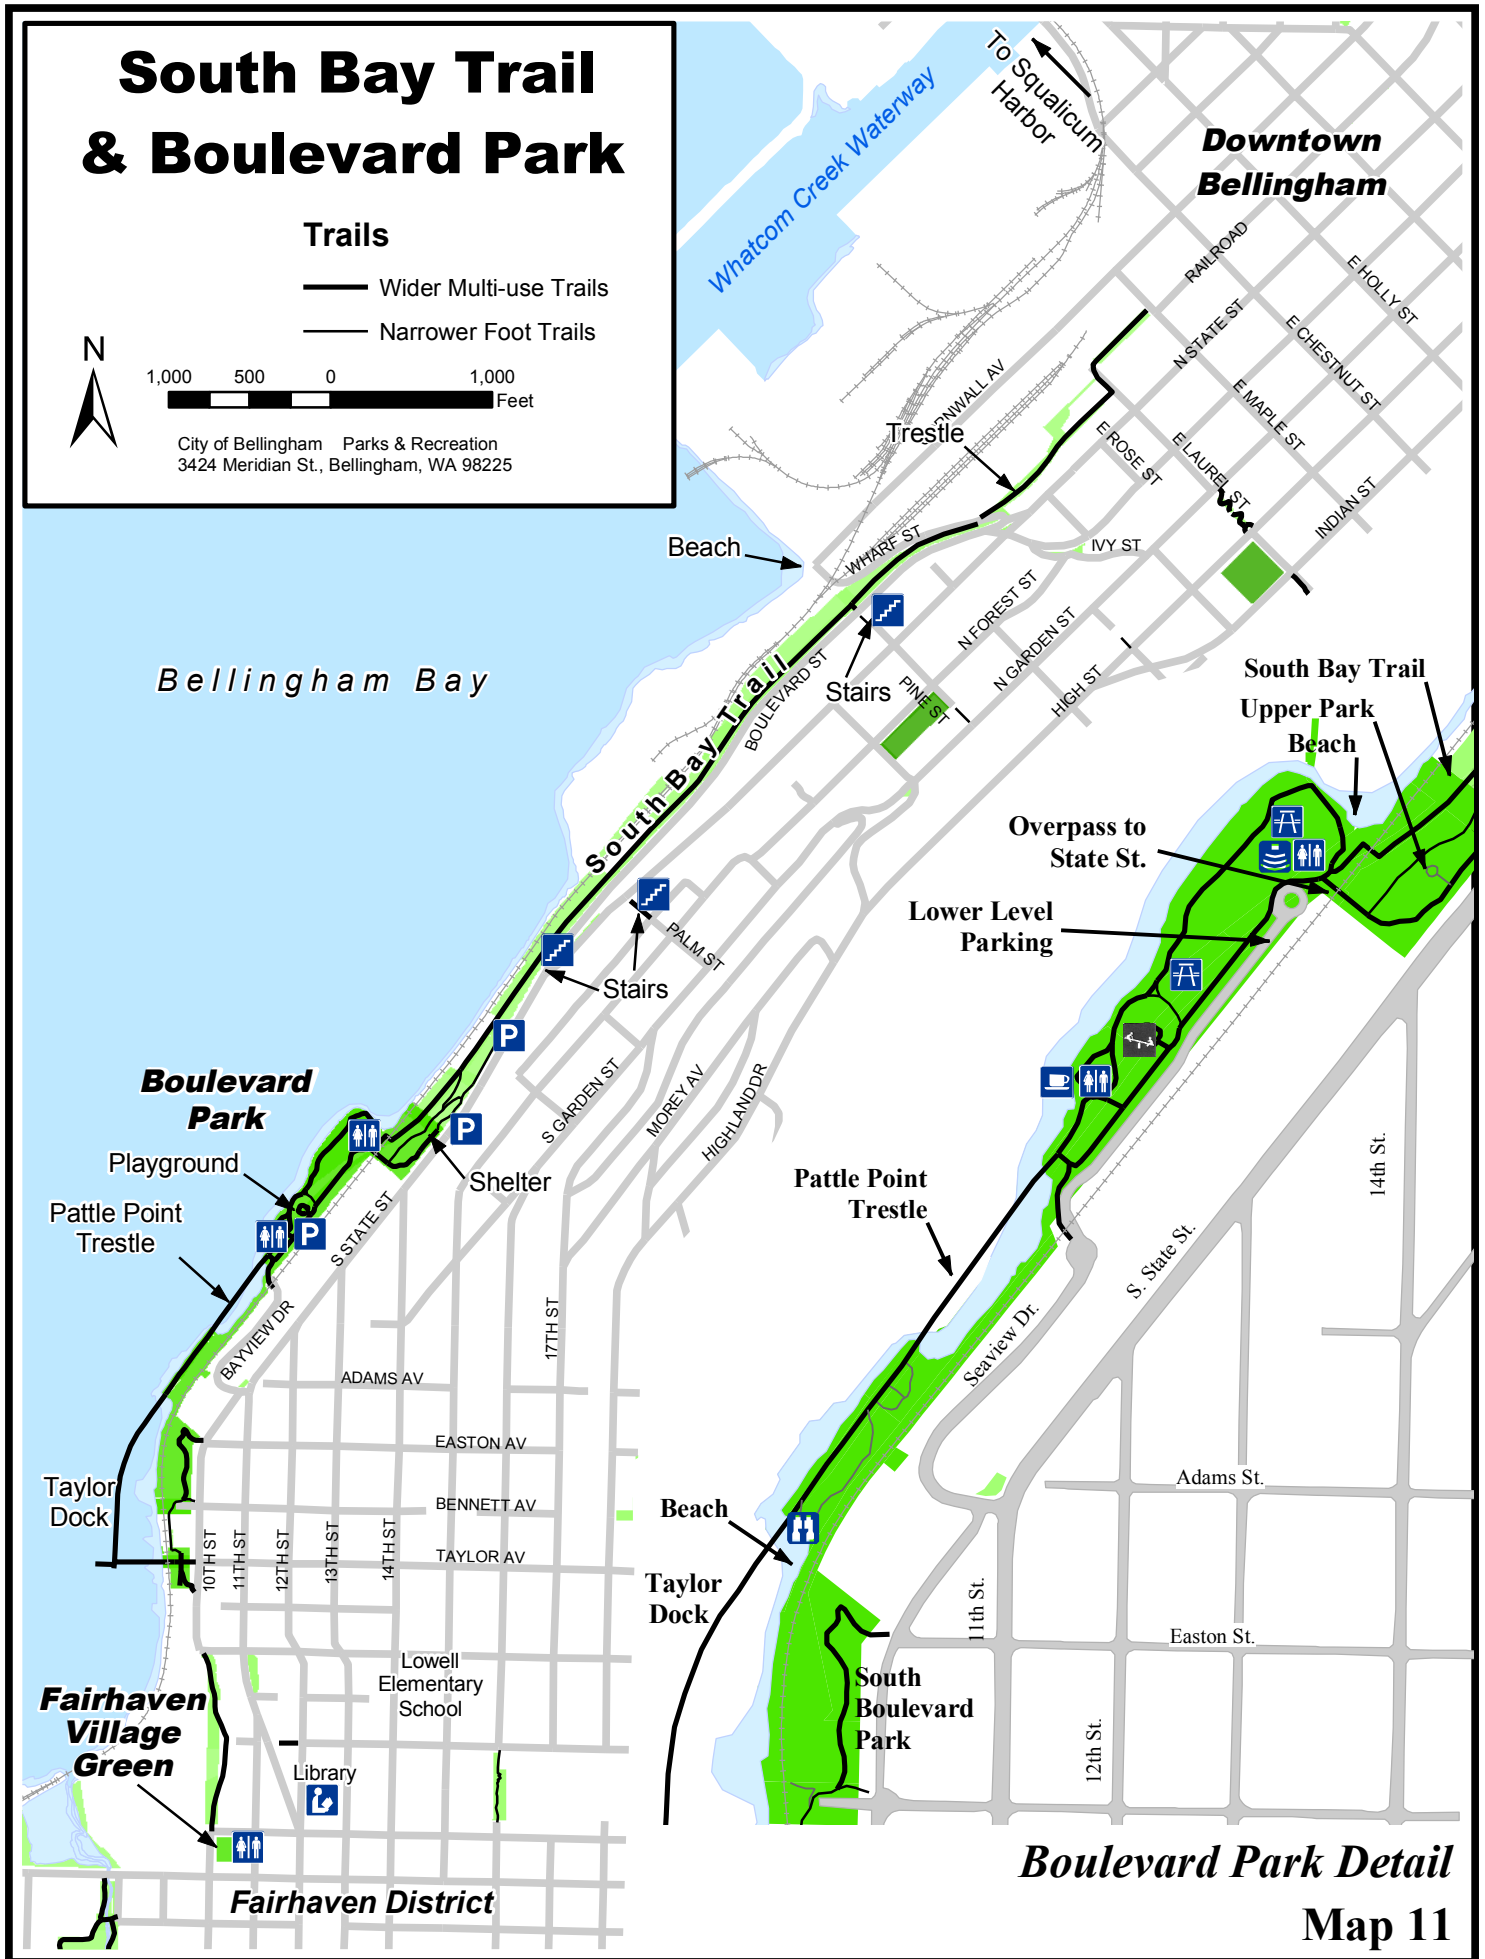 South Bay Trail
& Boulevard Park
Trails
Wider Multi-use Trails
Narrower Foot Trails
N
1,000 500 0 1,000
Feet
City of Bellingham Parks & Recreation
3424 Meridian St., Bellingham, WA 98225
To Squalicum
Harbor
Whatcom Creek Waterway
Downtown
Bellingham
RAILROAD
E HOLLY ST
N STATE ST
E CHESTNUT ST
E MAPLE ST
RNWALL AV
Trestle
E ROSE ST
E LAUREL ST
INDIAN ST
Beach
WHARF ST
IVY ST
N FOREST ST
N GARDEN ST
Stairs
HIGH ST
PINE ST
BOULEVARD ST
South Bay Trail
Bellingham Bay
PALM ST
Stairs
P
Boulevard
Park
P
Playground
Shelter
S GARDEN ST
MOREY AV
HIGHLAND DR
Pattle Point
Trestle
P
S STATE ST
BAYVIEW DR
17TH ST
ADAMS AV
EASTON AV
Taylor
Dock
BENNETT AV
10TH ST
11TH ST
12TH ST
13TH ST
14TH ST
TAYLOR AV
Lowell
Elementary
School
Fairhaven
Village
Green
Library
Fairhaven District
South Bay Trail
Upper Park
Beach
Overpass to
State St.
Lower Level
Parking
Pattle Point
Trestle
14th St.
S. State St.
Seaview Dr.
Adams St.
Beach
Taylor
Dock
11th St.
Easton St.
South
Boulevard
Park
12th St.
Boulevard Park Detail
Map 11